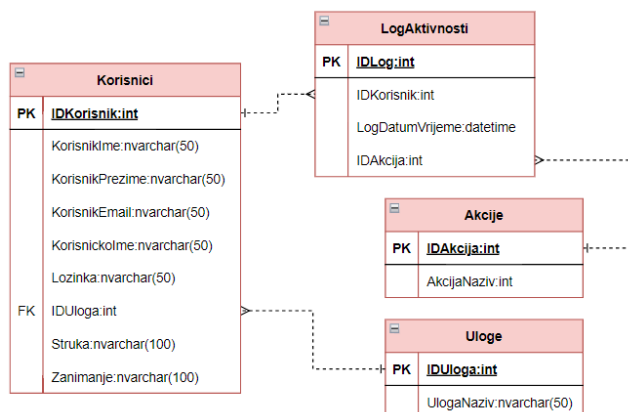 Korisnici
PK IDKorisnik:int
KorisnikIme:nvarchar(50)
KorisnikPrezime:nvarchar(50)
KorisnikEmail:nvarchar(50)
KorisnickoIme:nvarchar(50)
Lozinka:nvarchar(50)
FK IDUloga:int
Struka:nvarchar(100)
Zanimanje:nvarchar(100)
LogAktivnosti
PK IDLog:int
IDKorisnik:int
LogDatumVrijeme:datetime
IDAkcija:int
Akcije
PK IDAkcija:int
AkcijaNaziv:int
Uloge
PK IDUloga:int
UlogaNaziv:nvarchar(50)